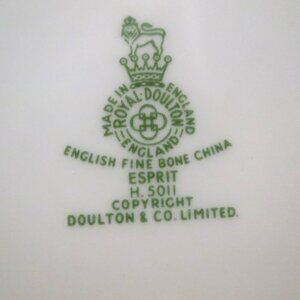 MADE IN ENGLAND
ROYAL·DOULTON
ENGLAND
ENGLISH FINE BONE CHINA
ESPRIT
H. 5011
COPYRIGHT
DOULTON & CO. LIMITED.